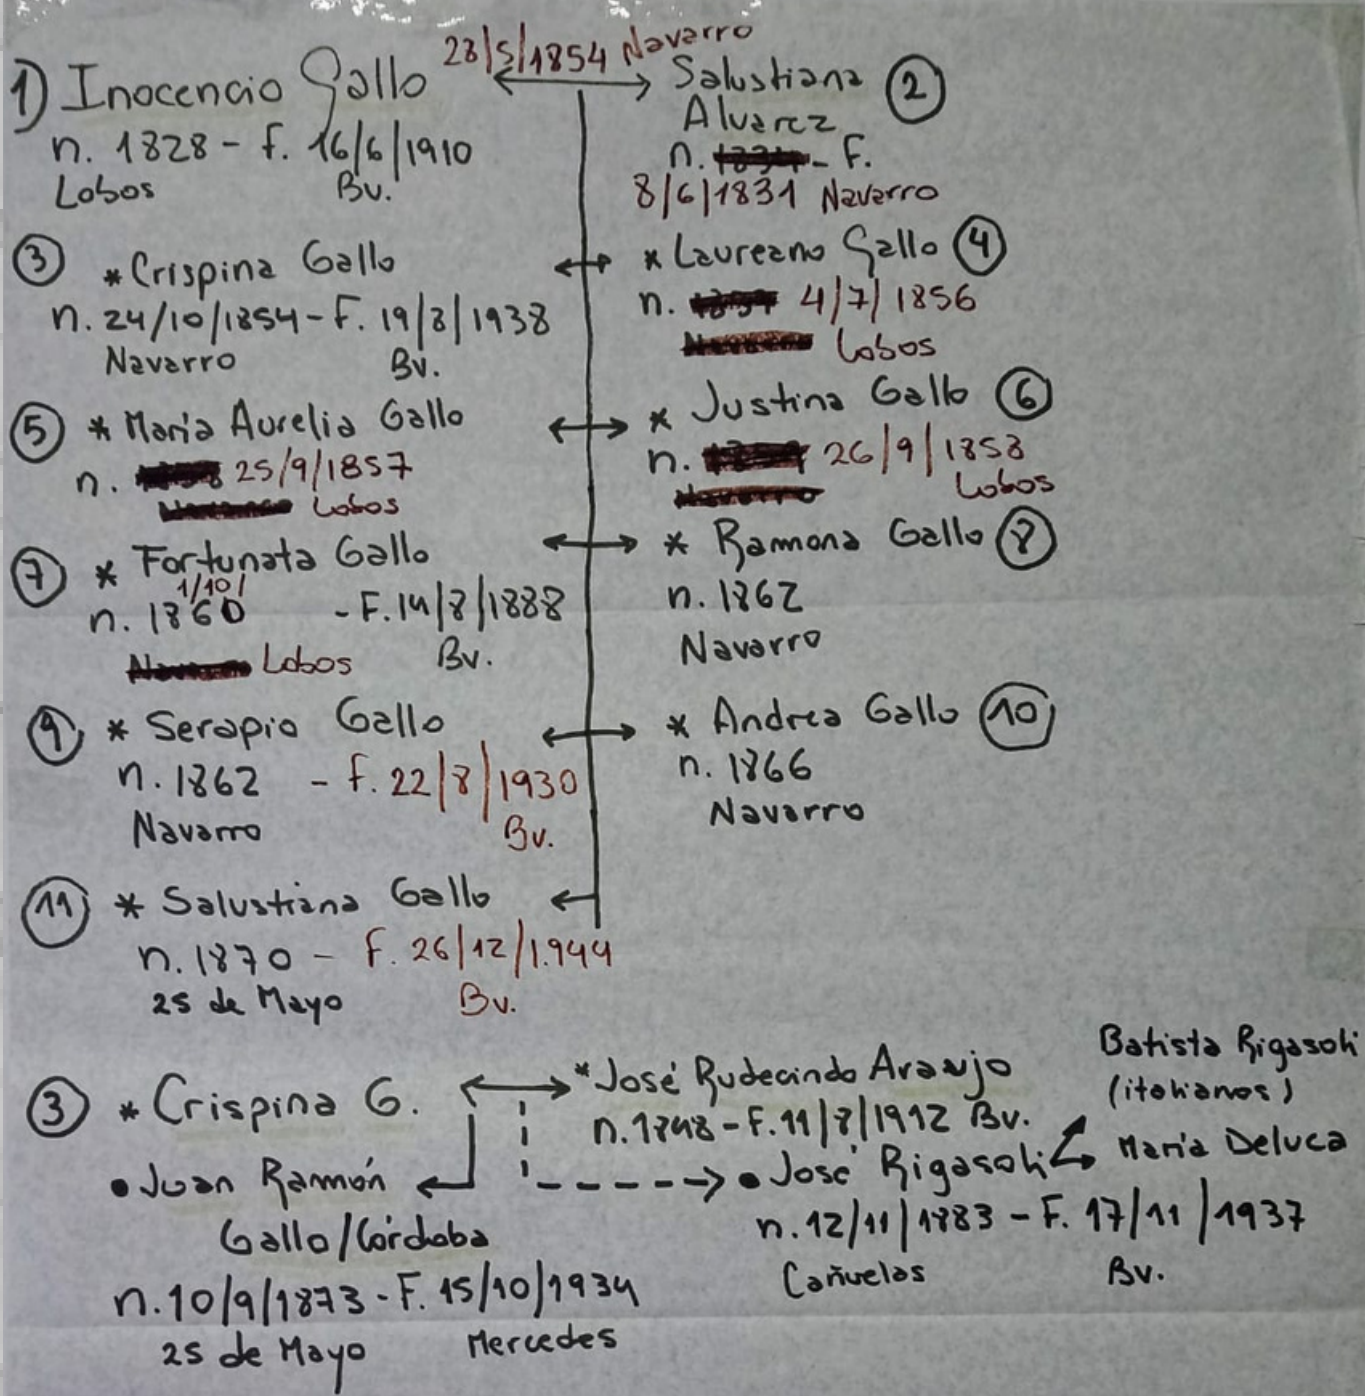 23/5/1854 Navarro
1) Inocencio Gallo
n. 1828 - f. 16/6/1910
Lobos Bv.
Salustiana 2
Alvarez
n. - F.
8/6/1831 Navarro
3 * Crispina Gallo
n. 24/10/1854 - F. 19/8/1938
Navarro Bv.
* Laureano Gallo 4
n. 4/7/1856
Lobos
5 * María Aurelia Gallo
n. 25/9/1857
Lobos
* Justina Gallo 6
n. 26/9/1858
Lobos
7 * Fortunata Gallo
1/10/
n. 1860 - F. 14/8/1888
Lobos Bv.
* Ramona Gallo 8
n. 1862
Navarro
9 * Serapio Gallo
n. 1862 - f. 22/8/1930
Navarro Bv.
* Andrea Gallo 10
n. 1866
Navarro
11 * Salustiana Gallo
n. 1870 - f. 26/12/1.944
25 de Mayo Bv.
3 * Crispina G.
*José Rudecindo Araujo
n. 1848 - F. 11/8/1912 Bv.
Batista Rigasoli
(italianos)
María Deluca
• Juan Ramón
Gallo/Córdoba
n. 10/9/1873 - F. 15/10/1934
25 de Mayo Mercedes
• José Rigasoli
n. 12/11/1883 - F. 17/11/1937
Cañuelas Bv.